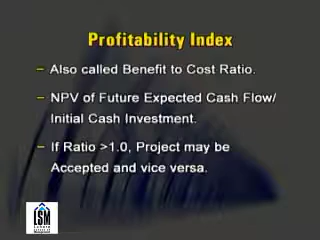 Profitability Index
– Also called Benefit to Cost Ratio.
– NPV of Future Expected Cash Flow/
Initial Cash Investment.
– If Ratio >1.0, Project may be
Accepted and vice versa.
LSM